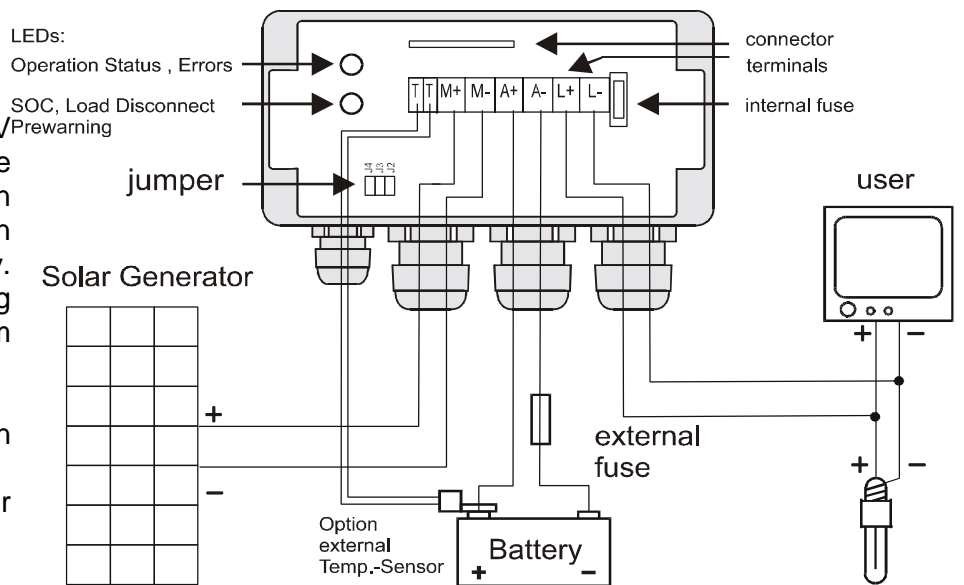 LEDs:
Operation Status , Errors
SOC, Load Disconnect
Prewarning
connector
terminals
internal fuse
T T M+ M- A+ A- L+ L-
J4 J3 J2
jumper
user
Solar Generator
+
−
+ −
external
fuse
+ −
Option
external
Temp.-Sensor
Battery
+ −
V
e
n
n
y.
g
n
n
r